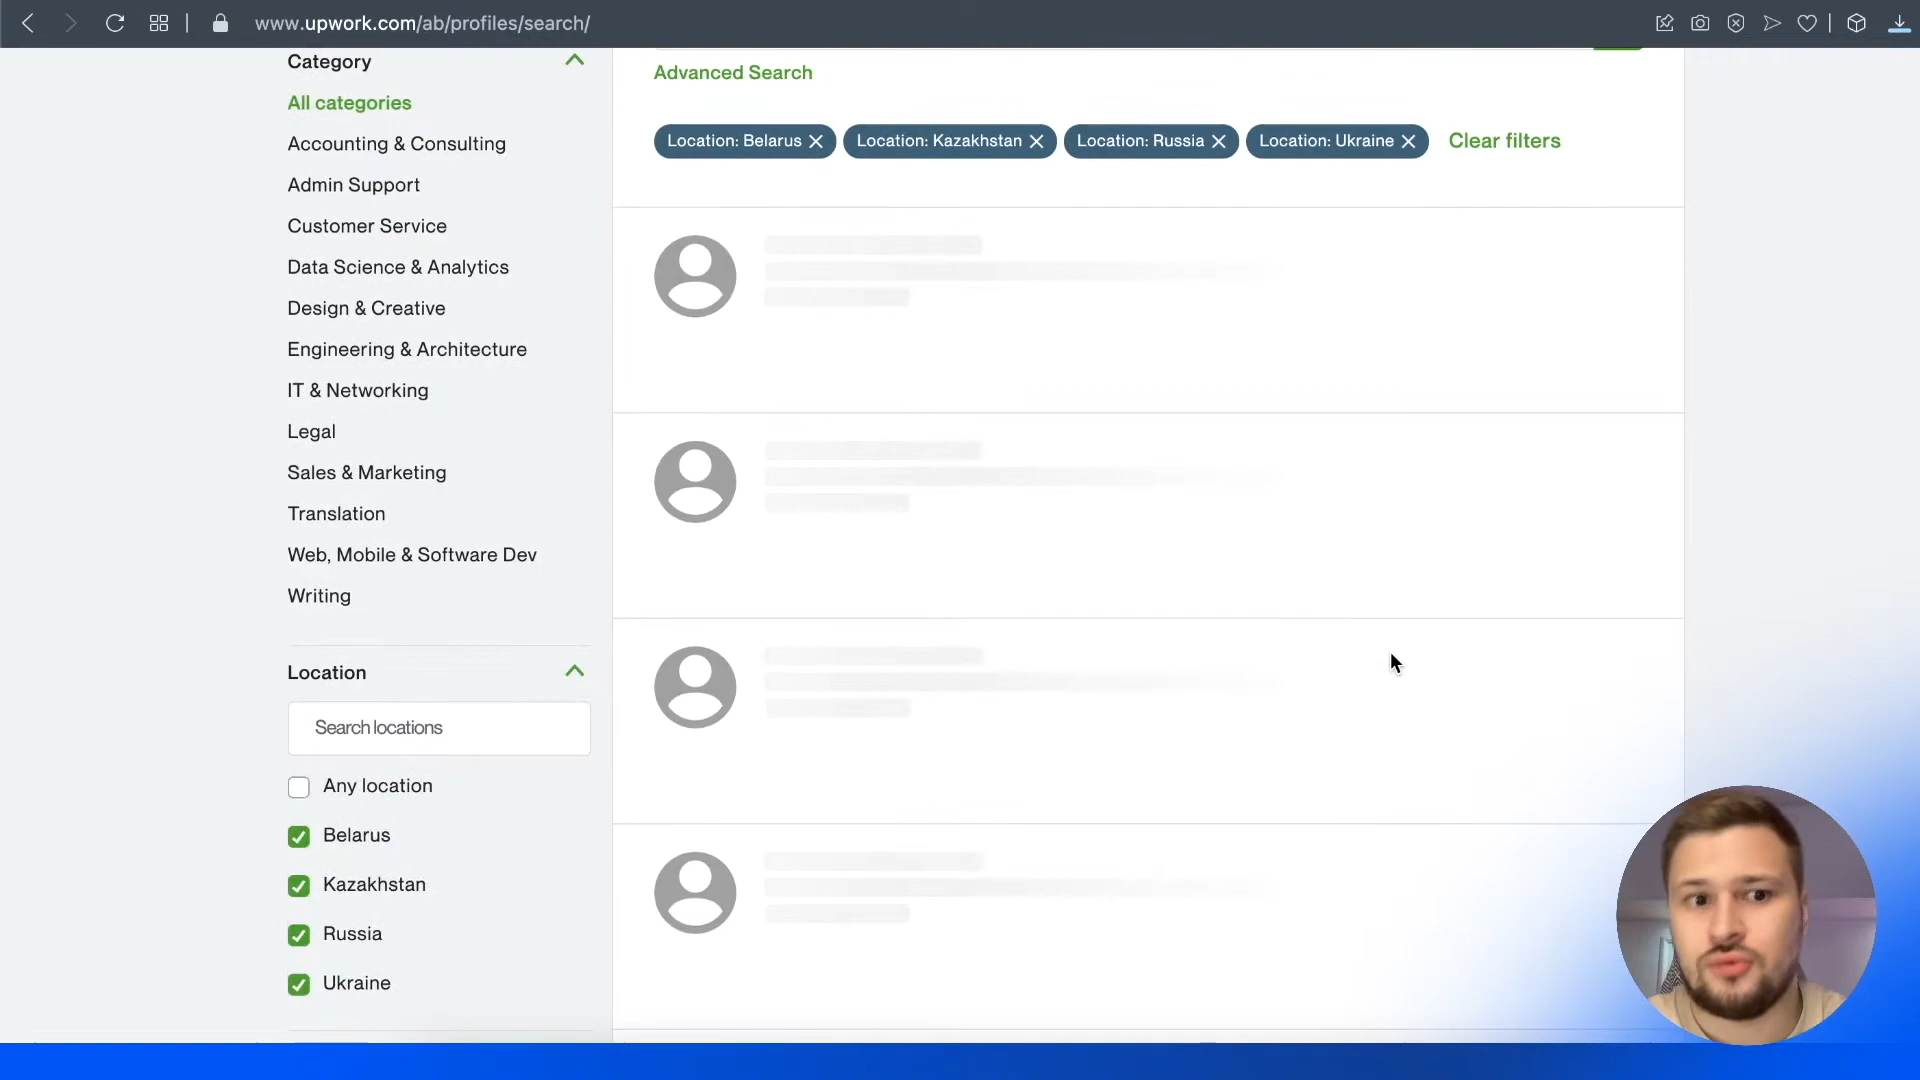 www.upwork.com/ab/profiles/search/
Category
All categories
Accounting & Consulting
Admin Support
Customer Service
Data Science & Analytics
Design & Creative
Engineering & Architecture
IT & Networking
Legal
Sales & Marketing
Translation
Web, Mobile & Software Dev
Writing
Location
Search locations
Any location
Belarus
Kazakhstan
Russia
Ukraine
Advanced Search
Location: Belarus Location: Kazakhstan Location: Russia Location: Ukraine Clear filters